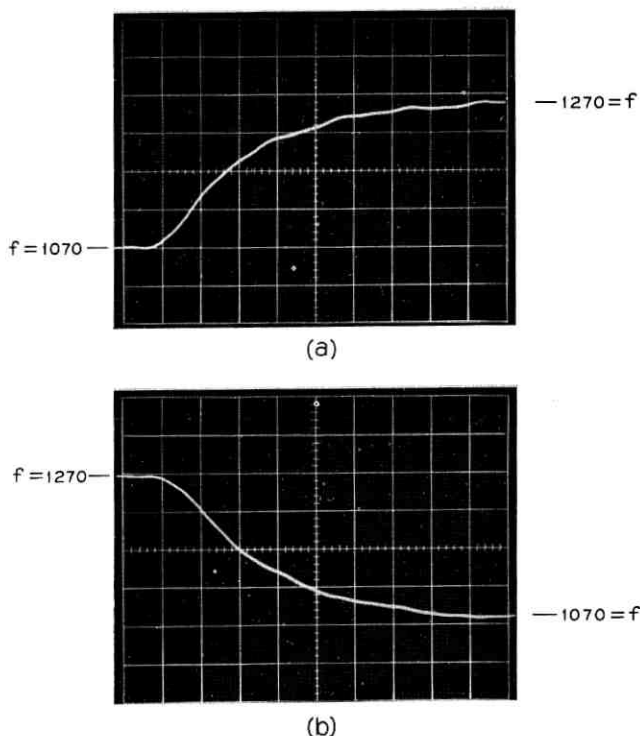 — 1270 = f
f = 1070 —
(a)
f = 1270 —
— 1070 = f
(b)